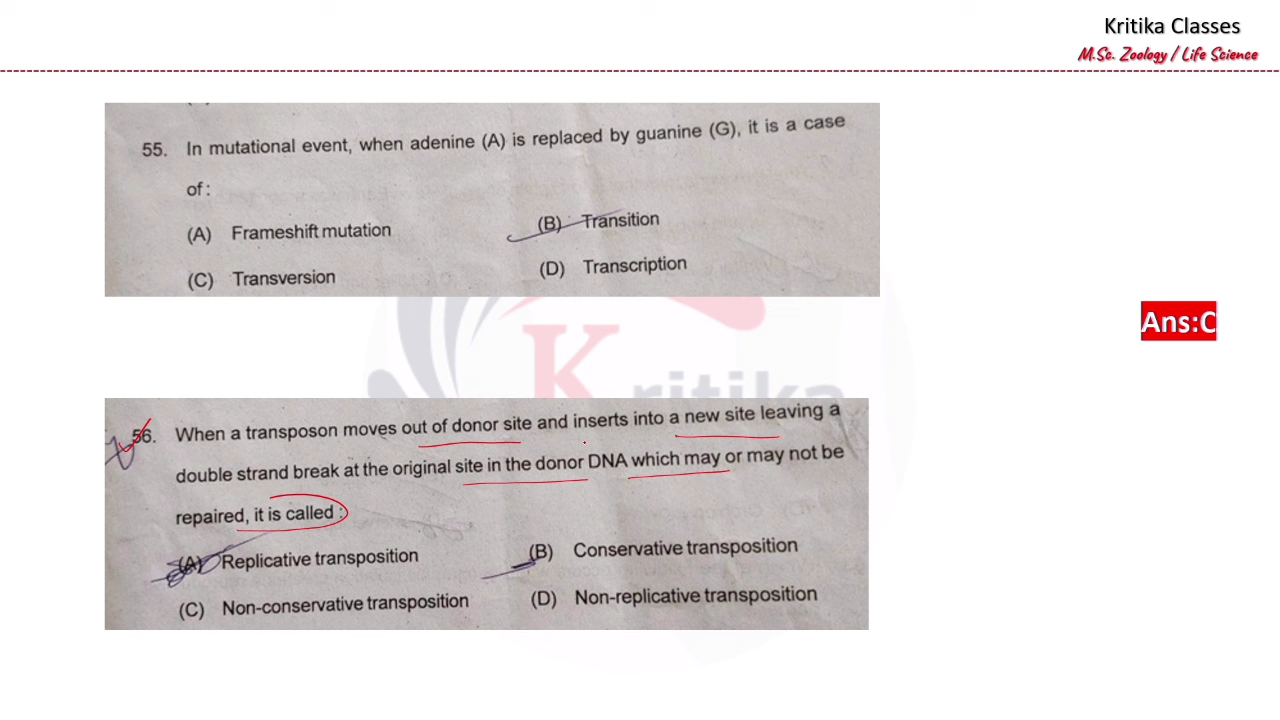 Kritika Classes
M.Sc. Zoology / Life Science
55. In mutational event, when adenine (A) is replaced by guanine (G), it is a case
of :
(A) Frameshift mutation
(B) Transition
(C) Transversion
(D) Transcription
Ans:C
K
ritika
56. When a transposon moves out of donor site and inserts into a new site leaving a
double strand break at the original site in the donor DNA which may or may not be
repaired, it is called :
(A) Replicative transposition
(B) Conservative transposition
(C) Non-conservative transposition
(D) Non-replicative transposition